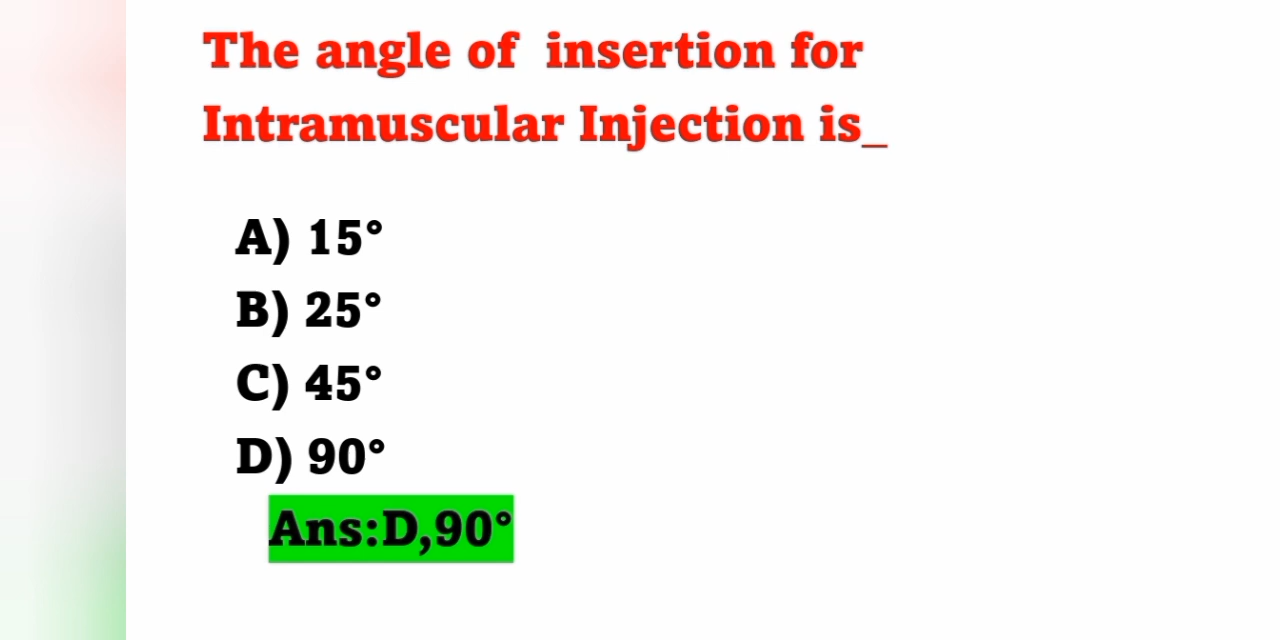 The angle of insertion for
Intramuscular Injection is_
A) 15°
B) 25°
C) 45°
D) 90°
Ans:D,90°